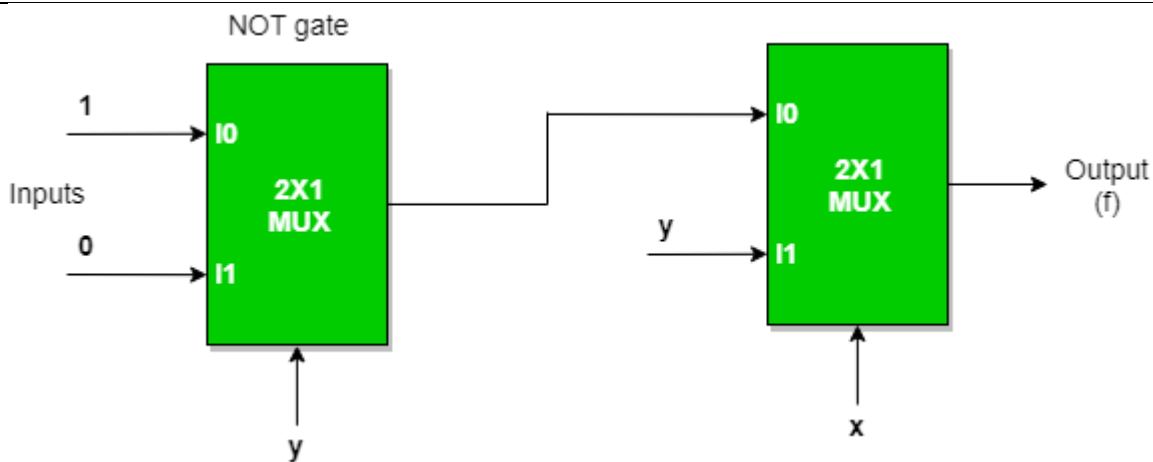 NOT gate
1
I0
Inputs
2X1
MUX
0
I1
y
I0
2X1
MUX
y
I1
x
Output
(f)